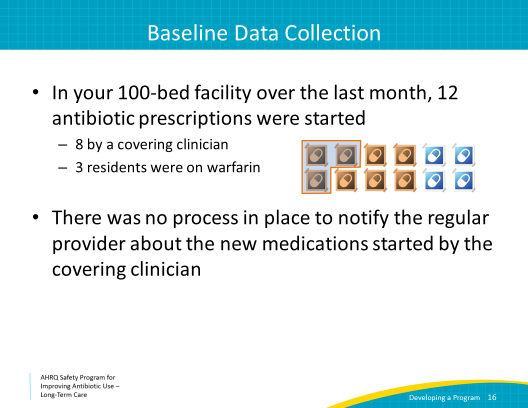 Baseline Data Collection
• In your 100-bed facility over the last month, 12
antibiotic prescriptions were started
– 8 by a covering clinician
– 3 residents were on warfarin
• There was no process in place to notify the regular
provider about the new medications started by the
covering clinician
AHRQ Safety Program for
Improving Antibiotic Use –
Long-Term Care
Developing a Program 16